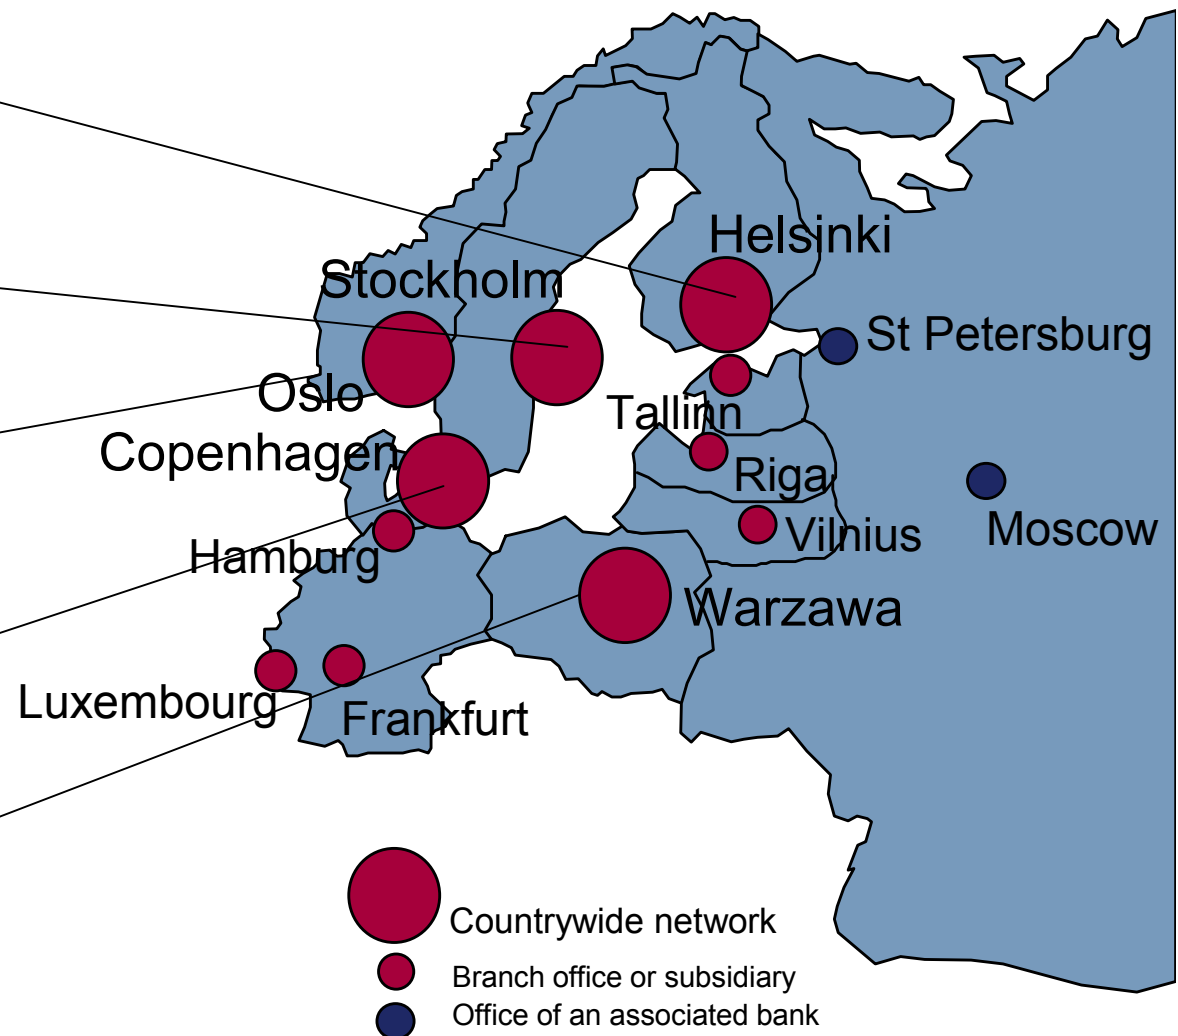 Helsinki
Stockholm
St Petersburg
Oslo
Tallinn
Copenhagen
Riga
Moscow
Vilnius
Hamburg
Warzawa
Luxembourg
Frankfurt
Countrywide network
Branch office or subsidiary
Office of an associated bank